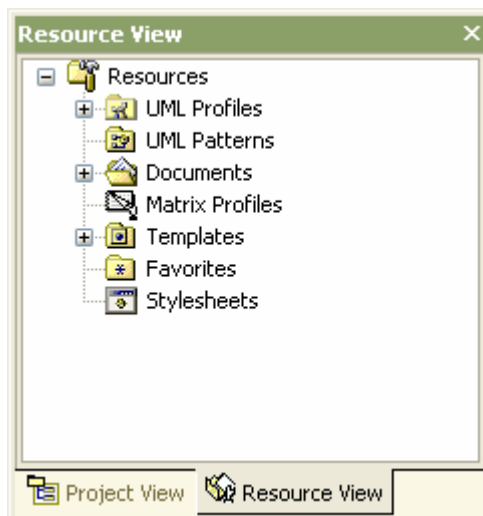 Resource View
Resources
UML Profiles
UML Patterns
Documents
Matrix Profiles
Templates
Favorites
Stylesheets
Project View Resource View